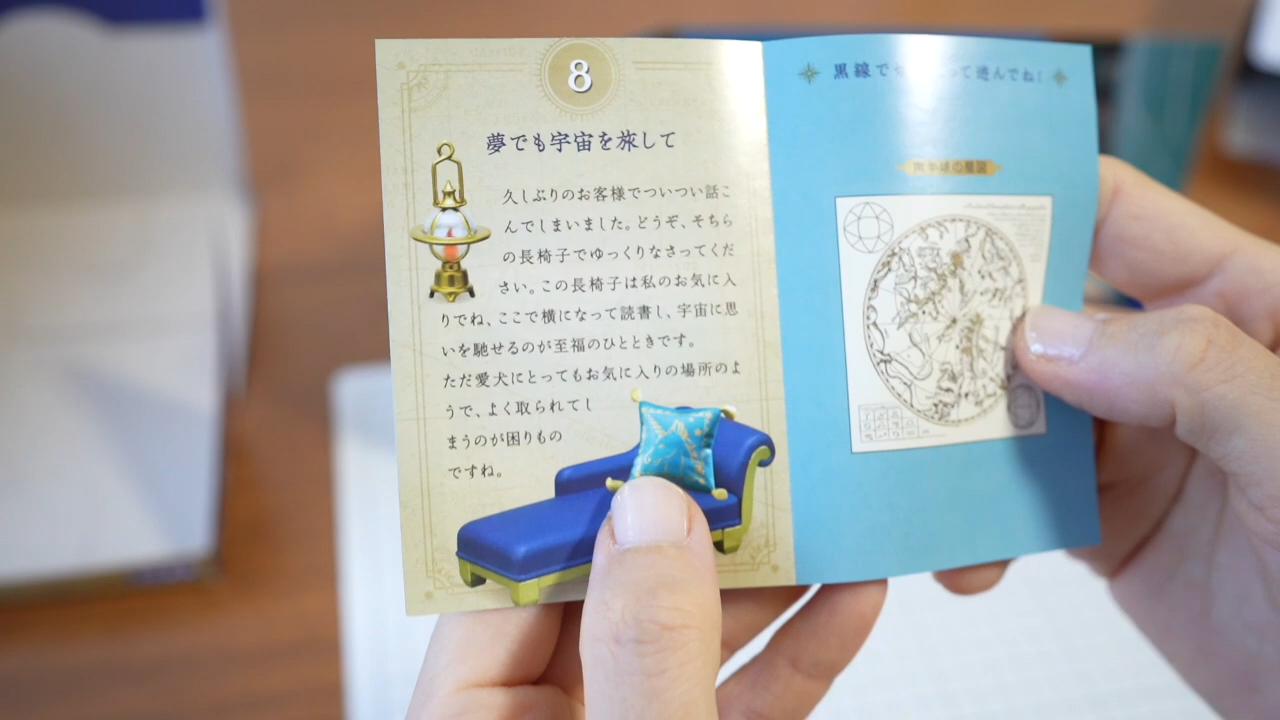 8
夢でも宇宙を旅して
久しぶりのお客様でついつい話こ
んでしまいました。どうぞ、そちら
の長椅子でゆっくりなさってくだ
さい。この長椅子は私のお気に入
りでね、ここで横になって読書し、宇宙に思
いを馳せるのが至福のひとときです。
ただ愛犬にとってもお気に入りの場所のよ
うで、よく取られてし
まうのが困りもの
ですね。
黒線で って遊んでね!